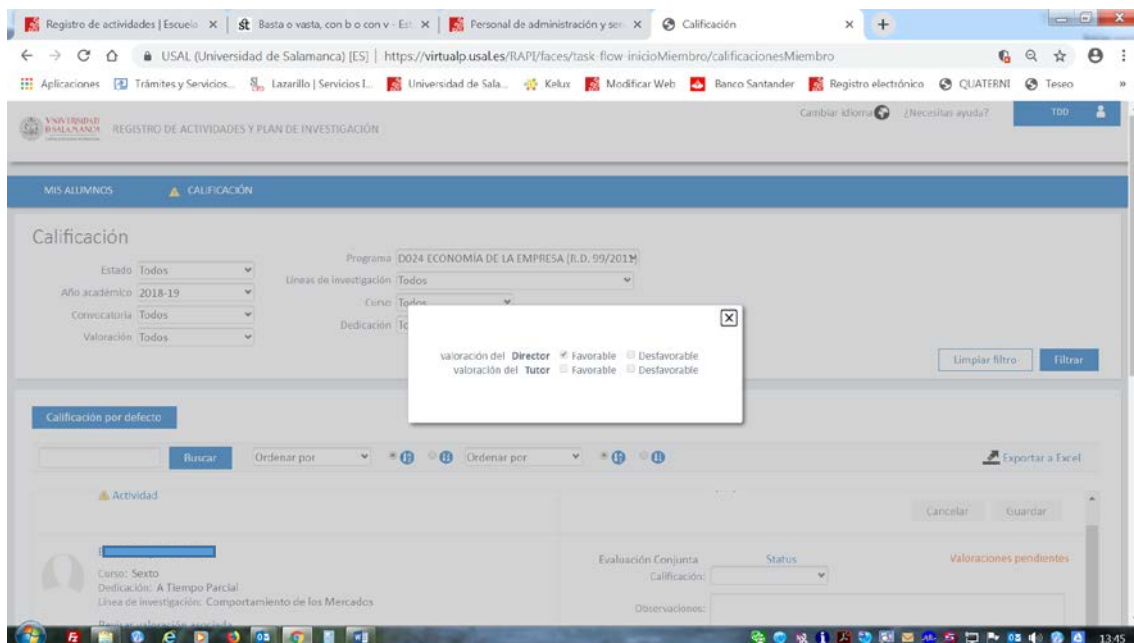 Registro de actividades | Escuela
Basta o vasta, con b o con v - Est
Personal de administración y ser
Calificación
USAL (Universidad de Salamanca) [ES] | https://virtualp.usal.es/RAPI/faces/task-flow-inicioMiembro/calificacionesMiembro
Aplicaciones Trámites y Servicios... Lazarillo | Servicios I... Universidad de Sala... Kelux Modificar Web Banco Santander Registro electrónico QUATERNI Teseo »
VNiVERSiDAD
D SALAMANCA
REGISTRO DE ACTIVIDADES Y PLAN DE INVESTIGACIÓN
Cambiar idioma ¿Necesitas ayuda? TDD
MIS ALUMNOS CALIFICACIÓN
Calificación
Estado Todos
Año académico 2018-19
Convocatoria Todos
Valoración Todos
Programa D024 ECONOMÍA DE LA EMPRESA (R.D. 99/2011)
Líneas de investigación Todos
Curso Todos
Dedicación
valoración del Director Favorable Desfavorable
valoración del Tutor Favorable Desfavorable
Limpiar filtro Filtrar
Calificación por defecto
Buscar Ordenar por Ordenar por Exportar a Excel
Actividad
Cancelar Guardar
Curso: Sexto
Dedicación: A Tiempo Parcial
Línea de investigación: Comportamiento de los Mercados
Revisar valoración asociada
Evaluación Conjunta Status Valoraciones pendientes
Calificación:
Observaciones:
13:45